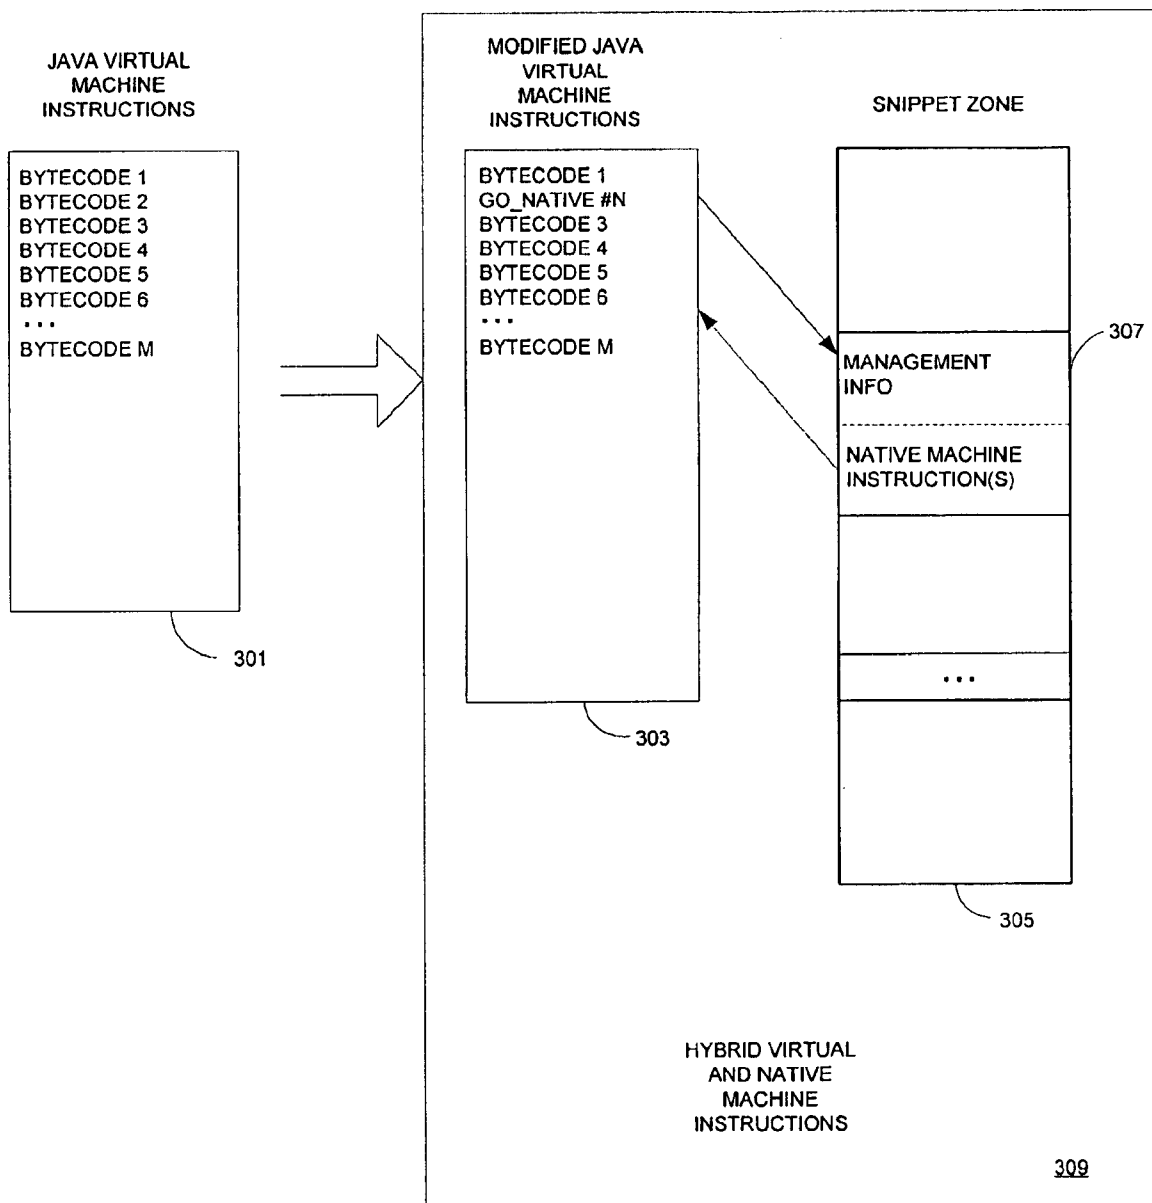 JAVA VIRTUAL
MACHINE
INSTRUCTIONS
BYTECODE 1
BYTECODE 2
BYTECODE 3
BYTECODE 4
BYTECODE 5
BYTECODE 6
...
BYTECODE M
301
MODIFIED JAVA
VIRTUAL
MACHINE
INSTRUCTIONS
BYTECODE 1
GO_NATIVE #N
BYTECODE 3
BYTECODE 4
BYTECODE 5
BYTECODE 6
...
BYTECODE M
303
SNIPPET ZONE
307
MANAGEMENT
INFO
NATIVE MACHINE
INSTRUCTION(S)
...
305
HYBRID VIRTUAL
AND NATIVE
MACHINE
INSTRUCTIONS
309